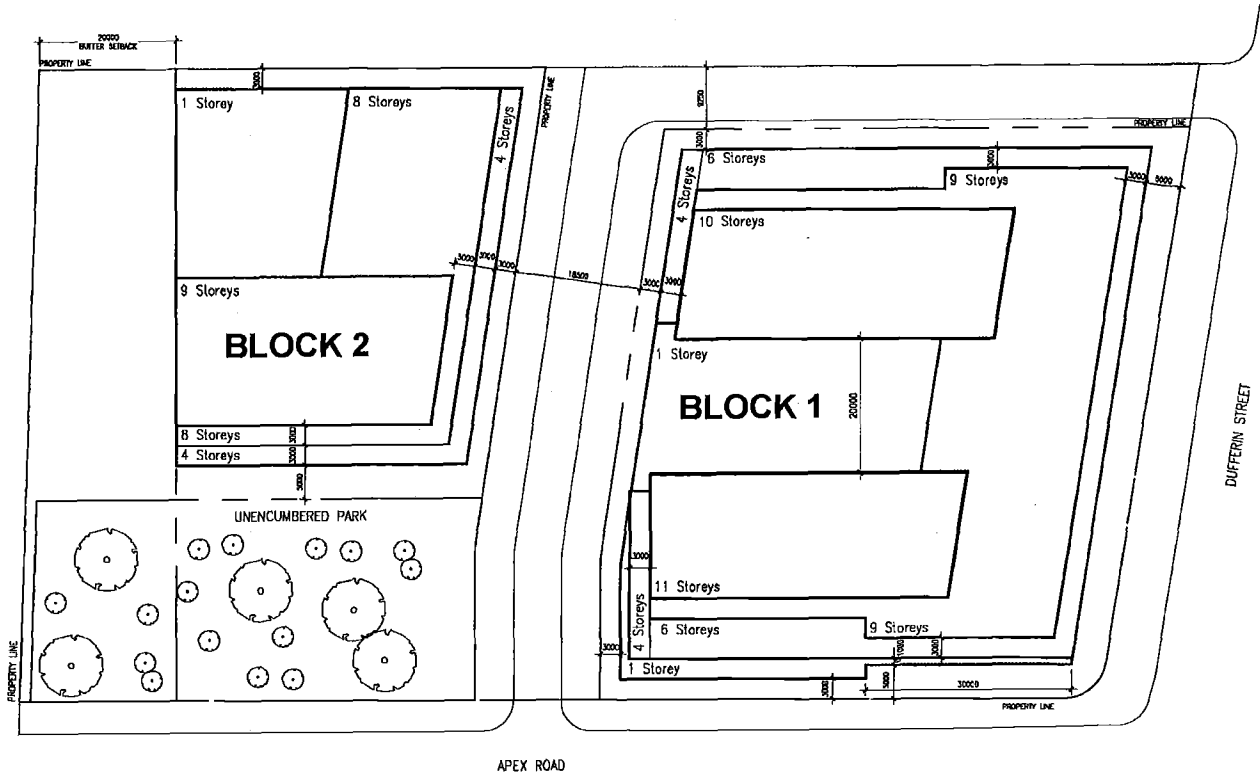 20000
BUFFER SETBACK
PROPERTY LINE
3000
1 Storey
8 Storeys
4 Storeys
PROPERTY LINE
9250
3000
PROPERTY LINE
6 Storeys
3000
9 Storeys
3000
5000
4 Storeys
10 Storeys
3000
3000
3000
18500
3000
3000
9 Storeys
BLOCK 2
1 Storey
BLOCK 1
20000
8 Storeys
3000
4 Storeys
3000
5000
UNENCUMBERED PARK
DUFFERIN STREET
3000
11 Storeys
4 Storeys
6 Storeys
9 Storeys
3000
3000
1 Storey
3000
5000
30000
PROPERTY LINE
PROPERTY LINE
APEX ROAD